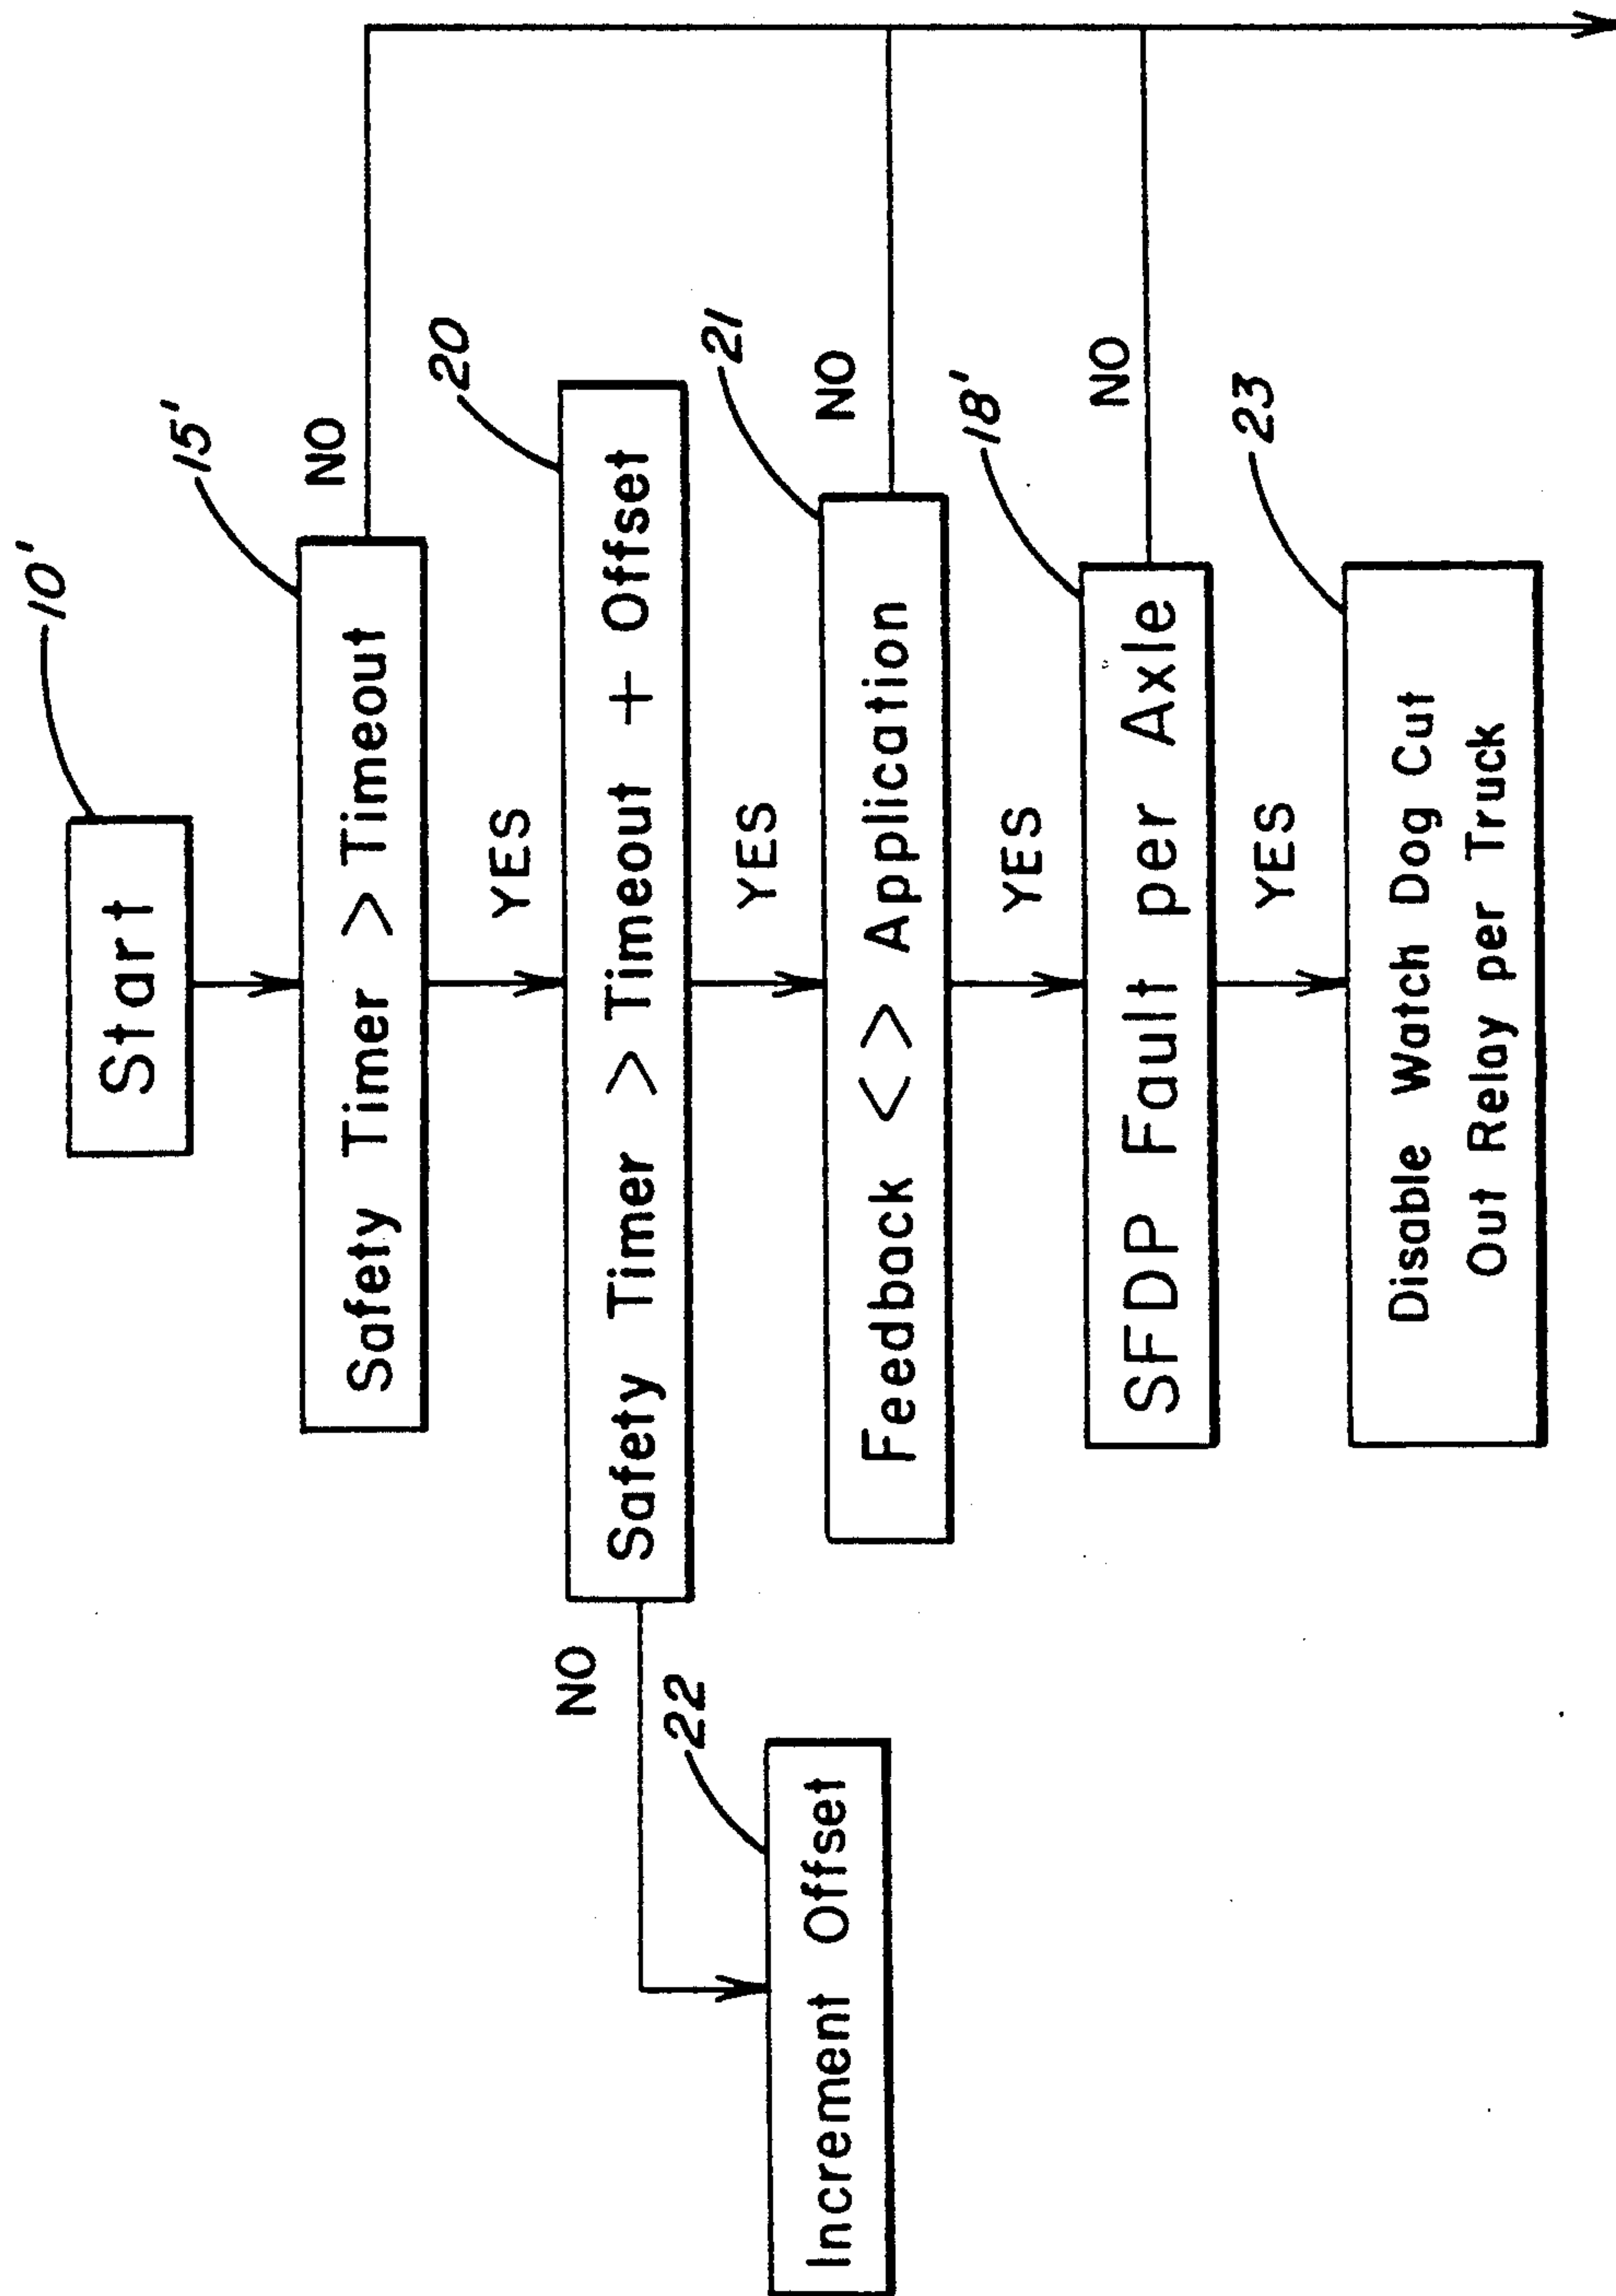 10'
Start
15'
Safety Timer > Timeout
NO
YES
20
Safety Timer > Timeout + Offset
NO
22
Increment Offset
YES
21
Feedback < > Application
NO
YES
18'
SFDP Fault per Axle
NO
YES
23
Disable Watch Dog Cut
Out Relay per Truck